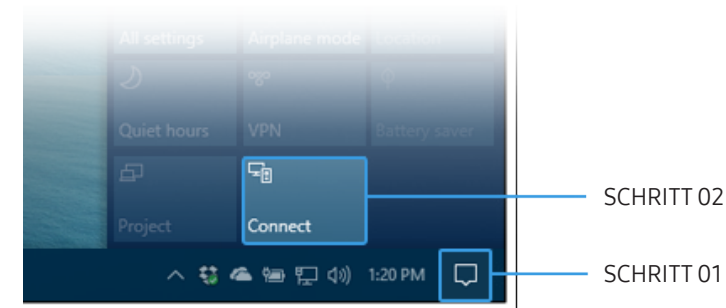 All settings Airplane mode Location
Quiet hours VPN Battery saver
Project Connect
SCHRITT 02
1:20 PM
SCHRITT 01